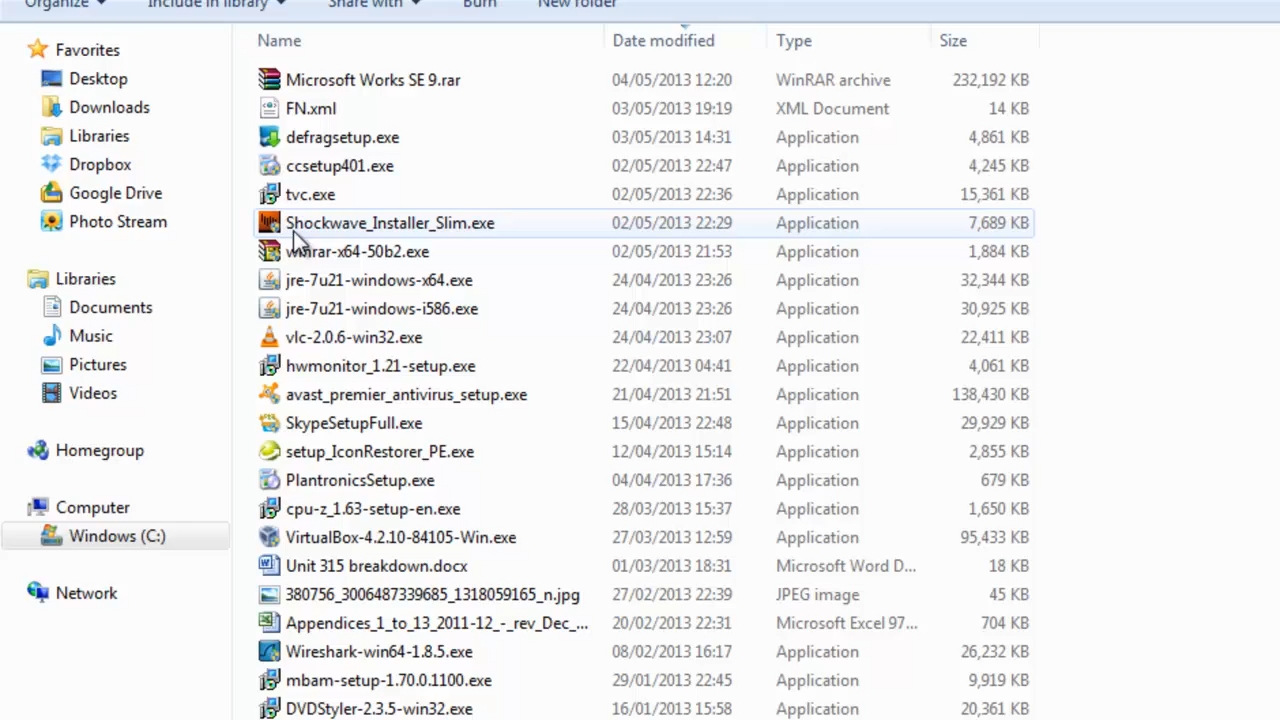 Organize Include in library Share with Burn New folder
Name Date modified Type Size
Favorites
Desktop
Downloads
Libraries
Dropbox
Google Drive
Photo Stream
Libraries
Documents
Music
Pictures
Videos
Homegroup
Computer
Windows (C:)
Network
Microsoft Works SE 9.rar 04/05/2013 12:20 WinRAR archive 232,192 KB
FN.xml 03/05/2013 19:19 XML Document 14 KB
defragsetup.exe 03/05/2013 14:31 Application 4,861 KB
ccsetup401.exe 02/05/2013 22:47 Application 4,245 KB
tvc.exe 02/05/2013 22:36 Application 15,361 KB
Shockwave_Installer_Slim.exe 02/05/2013 22:29 Application 7,689 KB
winrar-x64-50b2.exe 02/05/2013 21:53 Application 1,884 KB
jre-7u21-windows-x64.exe 24/04/2013 23:26 Application 32,344 KB
jre-7u21-windows-i586.exe 24/04/2013 23:26 Application 30,925 KB
vlc-2.0.6-win32.exe 24/04/2013 23:07 Application 22,411 KB
hwmonitor_1.21-setup.exe 22/04/2013 04:41 Application 4,061 KB
avast_premier_antivirus_setup.exe 21/04/2013 21:51 Application 138,430 KB
SkypeSetupFull.exe 15/04/2013 22:48 Application 29,929 KB
setup_IconRestorer_PE.exe 12/04/2013 15:14 Application 2,855 KB
PlantronicsSetup.exe 04/04/2013 17:36 Application 679 KB
cpu-z_1.63-setup-en.exe 28/03/2013 15:37 Application 1,650 KB
VirtualBox-4.2.10-84105-Win.exe 27/03/2013 12:59 Application 95,433 KB
Unit 315 breakdown.docx 01/03/2013 18:31 Microsoft Word D... 18 KB
380756_3006487339685_1318059165_n.jpg 27/02/2013 22:39 JPEG image 45 KB
Appendices_1_to_13_2011-12_-_rev_Dec_... 20/02/2013 22:31 Microsoft Excel 97... 704 KB
Wireshark-win64-1.8.5.exe 08/02/2013 16:17 Application 26,232 KB
mbam-setup-1.70.0.1100.exe 29/01/2013 22:45 Application 9,919 KB
DVDStyler-2.3.5-win32.exe 16/01/2013 15:58 Application 20,361 KB